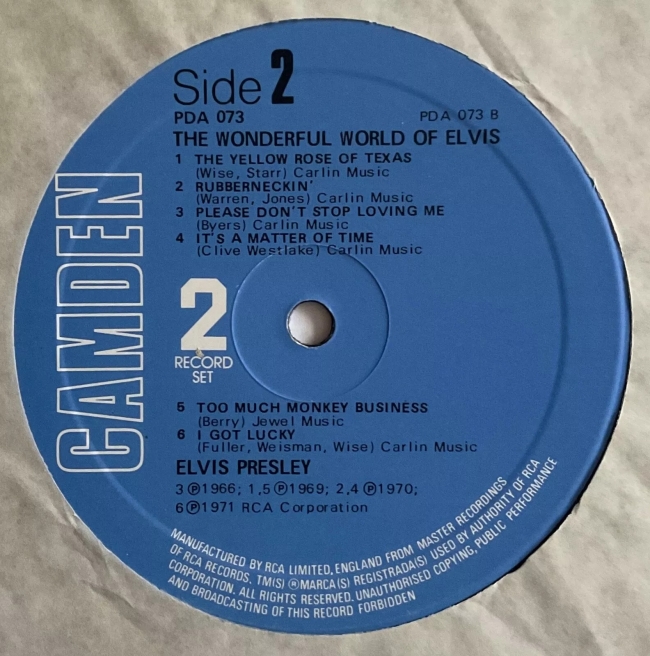 Side 2
PDA 073 PDA 073 B
THE WONDERFUL WORLD OF ELVIS
1 THE YELLOW ROSE OF TEXAS
(Wise, Starr) Carlin Music
2 RUBBERNECKIN'
(Warren, Jones) Carlin Music
3 PLEASE DON'T STOP LOVING ME
(Byers) Carlin Music
4 IT'S A MATTER OF TIME
(Clive Westlake) Carlin Music
CAMDEN
2
RECORD
SET
5 TOO MUCH MONKEY BUSINESS
(Berry) Jewel Music
6 I GOT LUCKY
(Fuller, Weisman, Wise) Carlin Music
ELVIS PRESLEY
3 ℗1966; 1,5 ℗1969; 2,4 ℗1970;
6 ℗1971 RCA Corporation
MANUFACTURED BY RCA LIMITED, ENGLAND FROM MASTER RECORDINGS
OF RCA RECORDS. TM(S) ® MARCA(S) REGISTRADA(S) USED BY AUTHORITY OF RCA
CORPORATION. ALL RIGHTS RESERVED. UNAUTHORISED COPYING, PUBLIC PERFORMANCE
AND BROADCASTING OF THIS RECORD FORBIDDEN